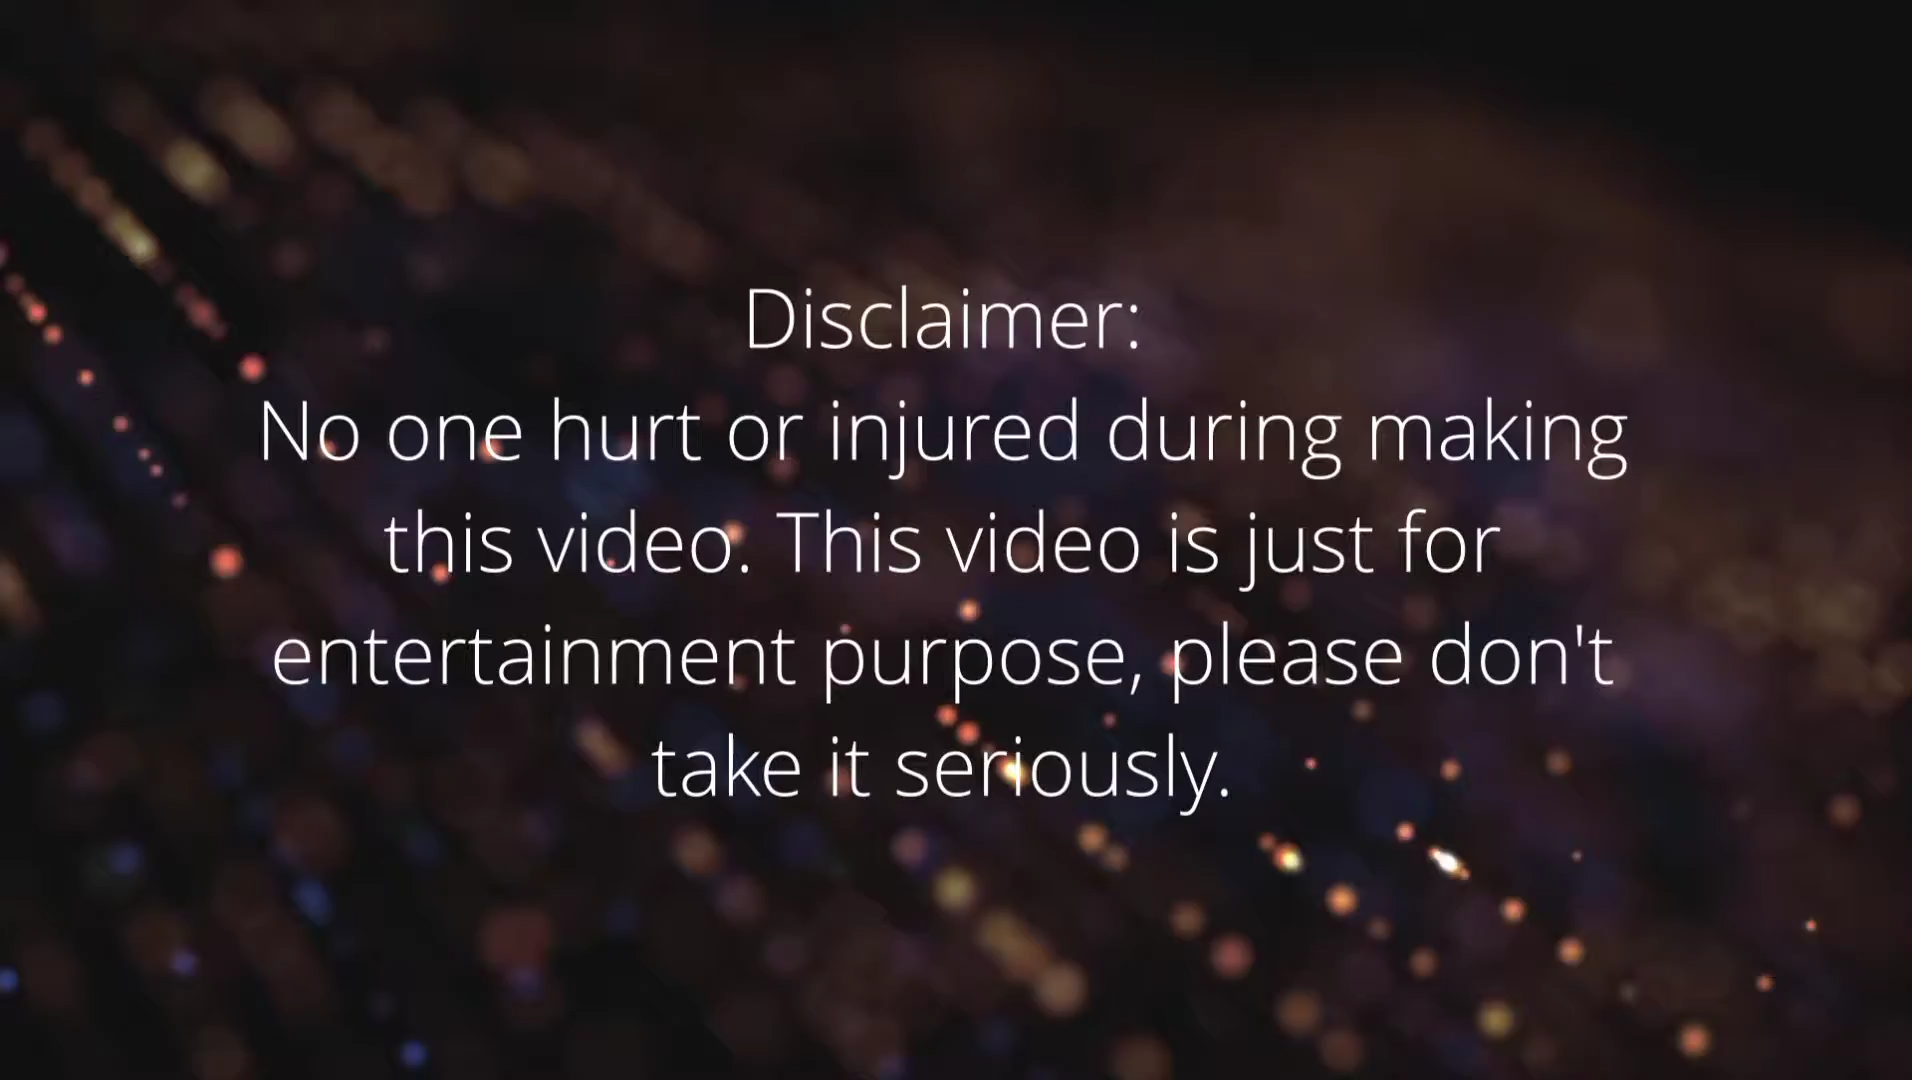 Disclaimer:
No one hurt or injured during making
this video. This video is just for
entertainment purpose, please don't
take it seriously.